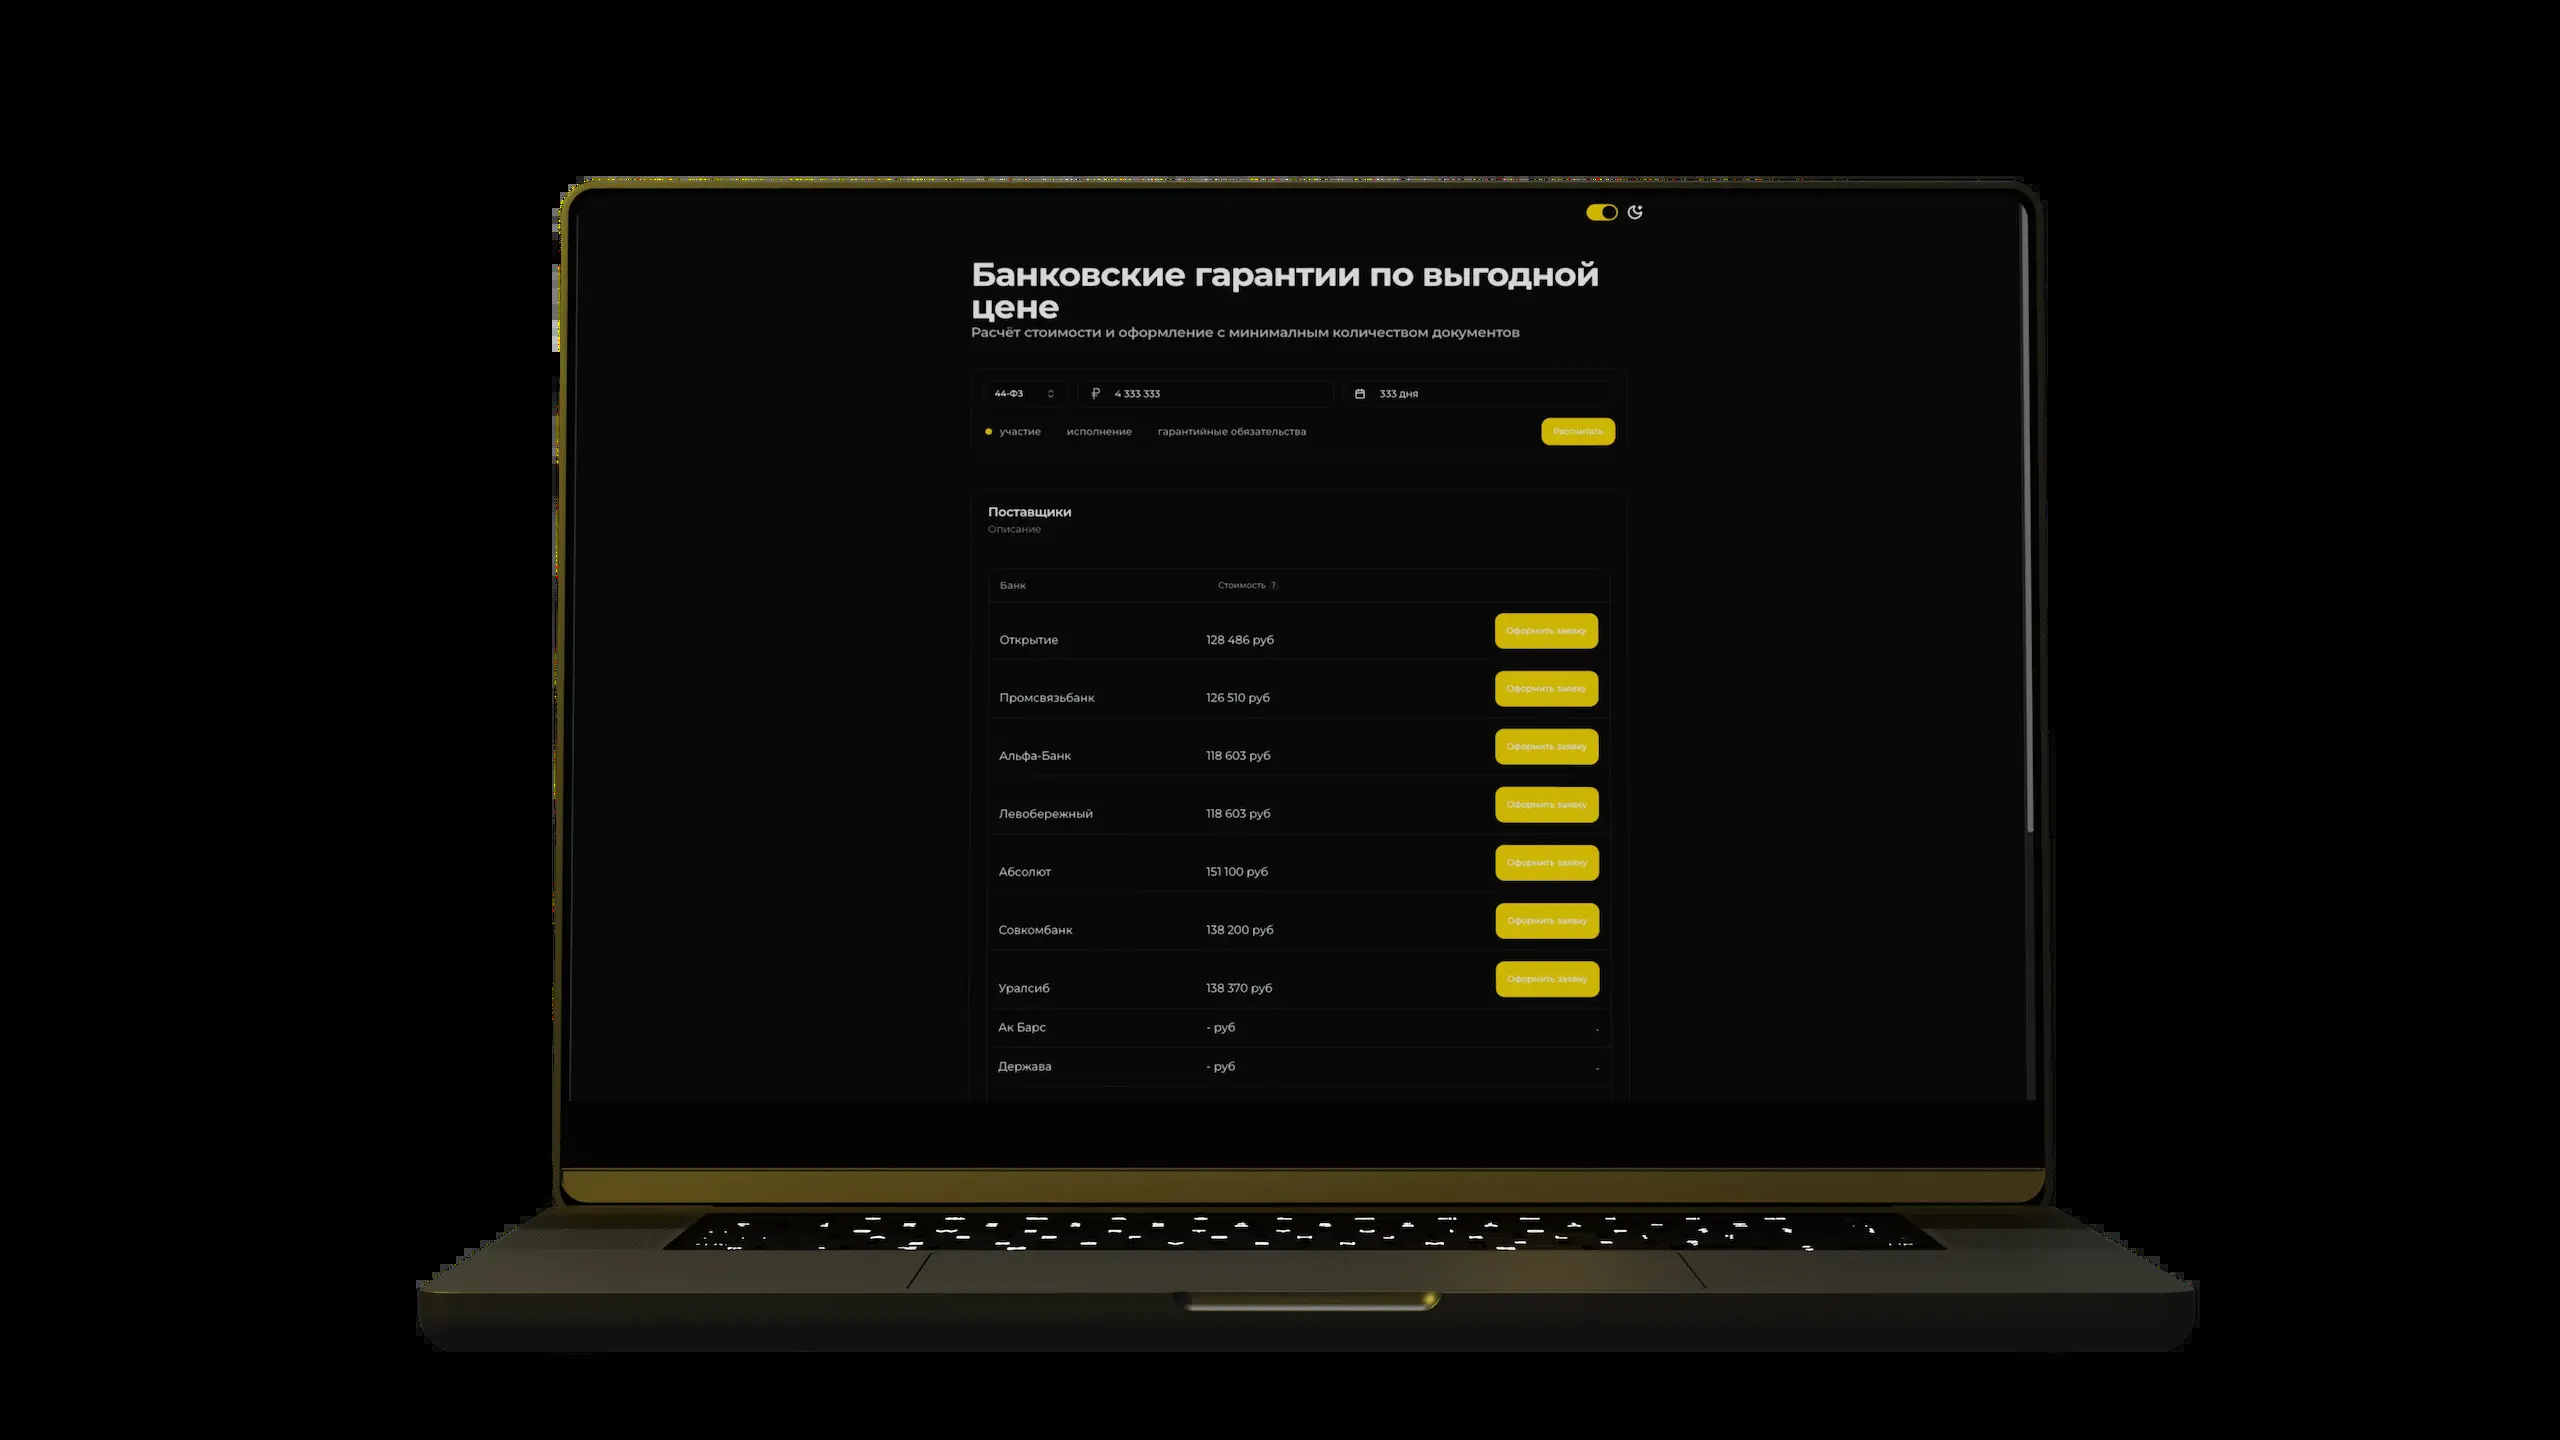 Банковские гарантии по выгодной
цене
Расчёт стоимости и оформление с минималным количеством документов
44-ФЗ ₽ 4 333 333 333 дня
участие исполнение гарантийные обязательства Рассчитать
Поставщики
Описание
Банк Стоимость ?
Открытие 128 486 руб Оформить заявку
Промсвязьбанк 126 510 руб Оформить заявку
Альфа-Банк 118 603 руб Оформить заявку
Левобережный 118 603 руб Оформить заявку
Абсолют 151 100 руб Оформить заявку
Совкомбанк 138 200 руб Оформить заявку
Уралсиб 138 370 руб Оформить заявку
Ак Барс - руб -
Держава - руб -